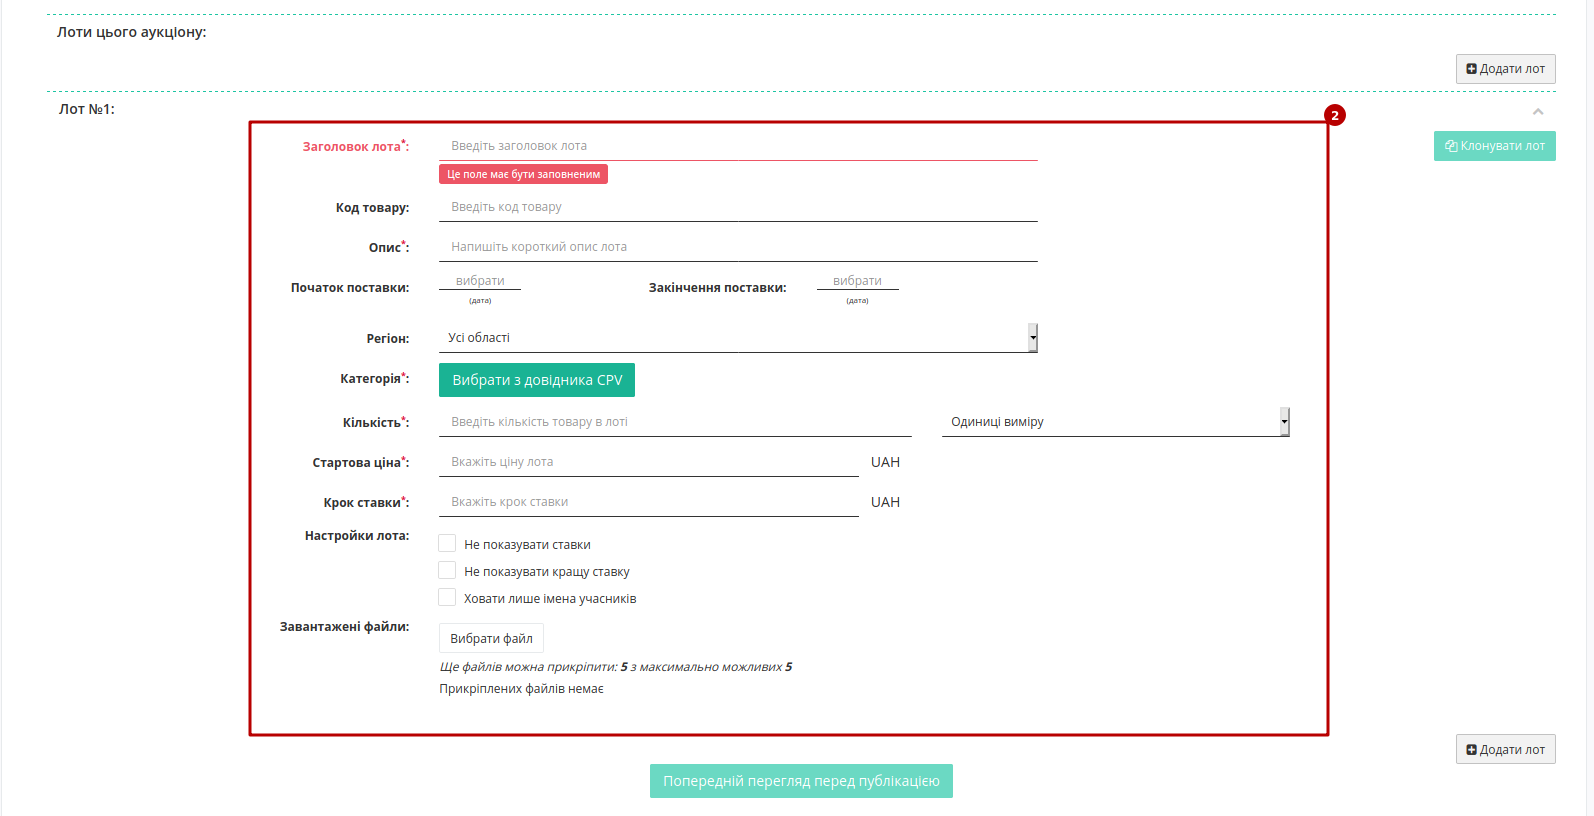 Лоти цього аукціону:
Додати лот
Лот №1:
2
Заголовок лота*: Введіть заголовок лота
Клонувати лот
Це поле має бути заповненим
Код товару: Введіть код товару
Опис*: Напишіть короткий опис лота
Початок поставки: вибрати Закінчення поставки: вибрати
(дата) (дата)
Регіон: Усі області
Категорія*: Вибрати з довідника CPV
Кількість*: Введіть кількість товару в лоті Одиниці виміру
Стартова ціна*: Вкажіть ціну лота UAH
Крок ставки*: Вкажіть крок ставки UAH
Настройки лота:
Не показувати ставки
Не показувати кращу ставку
Ховати лише імена учасників
Завантажені файли:
Вибрати файл
Ще файлів можна прикріпити: 5 з максимально можливих 5
Прикріплених файлів немає
Додати лот
Попередній перегляд перед публікацією